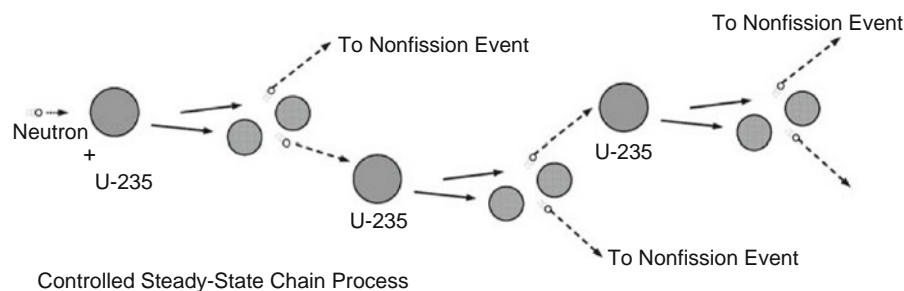 To Nonfission Event
To Nonfission Event
Neutron
+
U-235
U-235
U-235
To Nonfission Event
Controlled Steady-State Chain Process